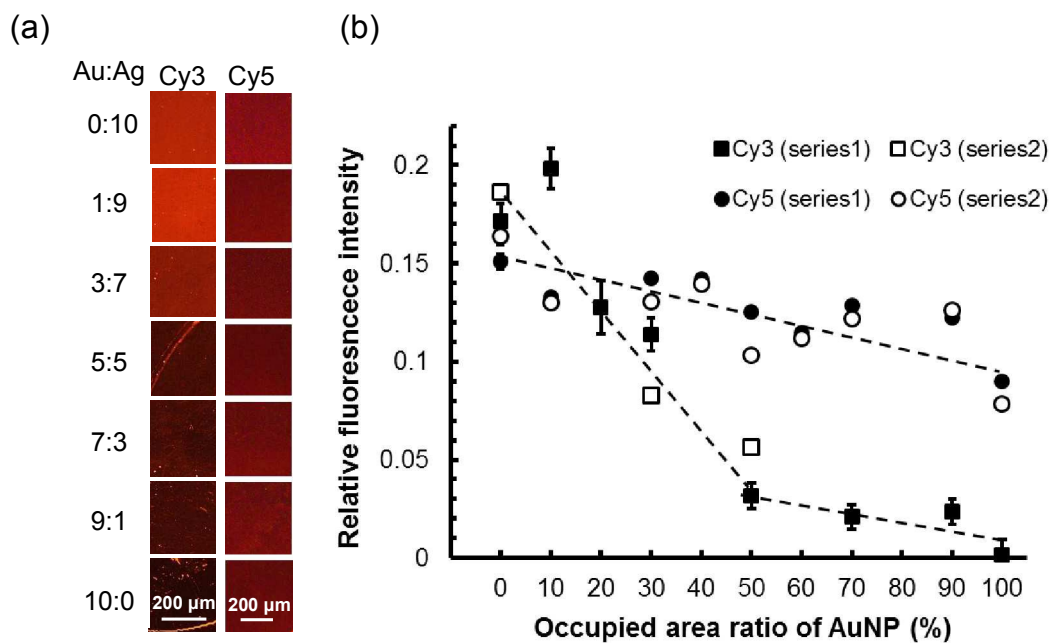 (a)
Au:Ag Cy3 Cy5
0:10
1:9
3:7
5:5
7:3
9:1
10:0
200 µm 200 µm
(b)
Relative fluoresncece intensity
0.2
0.15
0.1
0.05
0
Cy3 (series1) Cy3 (series2)
Cy5 (series1) Cy5 (series2)
0 10 20 30 40 50 60 70 80 90 100
Occupied area ratio of AuNP (%)